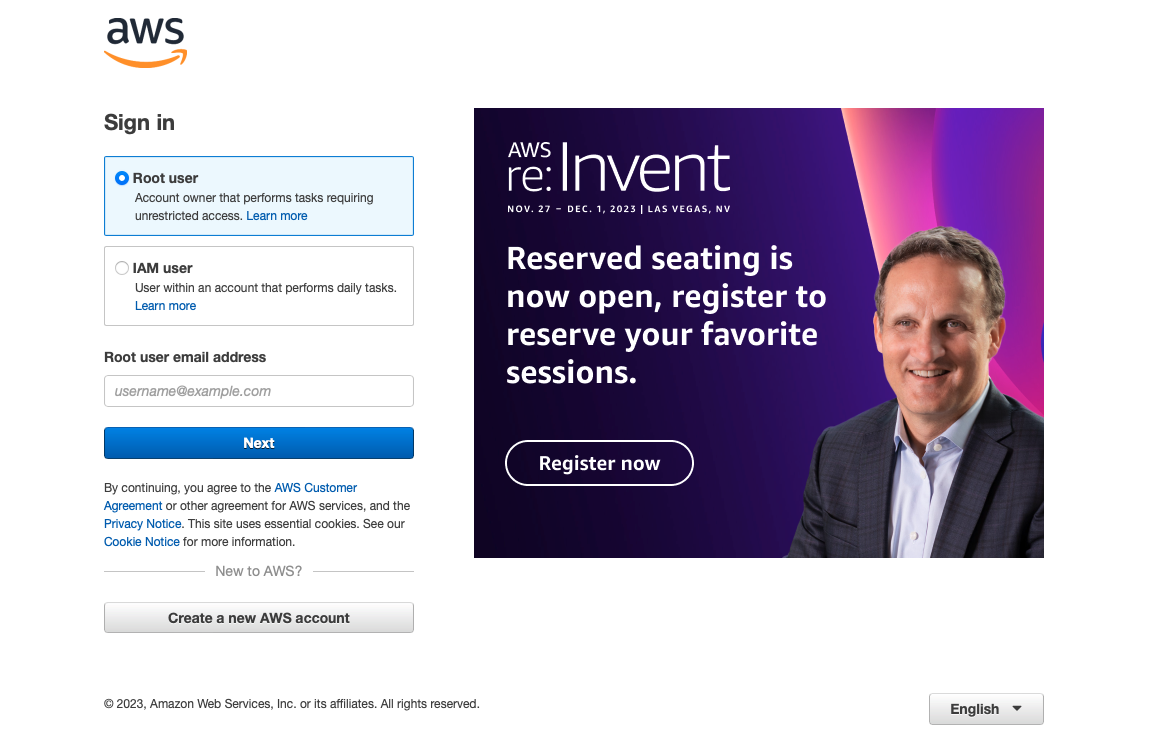 aws
Sign in
Root user
Account owner that performs tasks requiring
unrestricted access. Learn more
IAM user
User within an account that performs daily tasks.
Learn more
Root user email address
username@example.com
Next
By continuing, you agree to the AWS Customer
Agreement or other agreement for AWS services, and the
Privacy Notice. This site uses essential cookies. See our
Cookie Notice for more information.
New to AWS?
Create a new AWS account
AWS
re:Invent
NOV. 27 – DEC. 1, 2023 | LAS VEGAS, NV
Reserved seating is
now open, register to
reserve your favorite
sessions.
Register now
© 2023, Amazon Web Services, Inc. or its affiliates. All rights reserved.
English